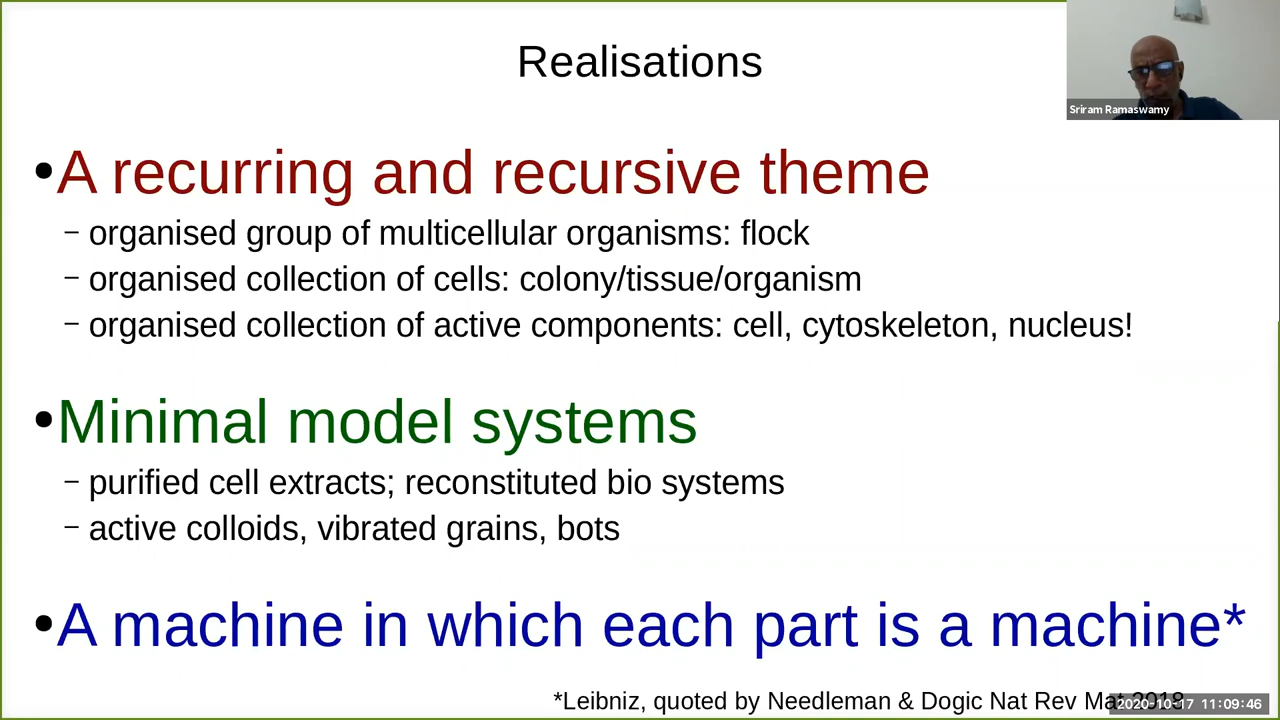 Realisations
Sriram Ramaswamy
•A recurring and recursive theme
– organised group of multicellular organisms: flock
– organised collection of cells: colony/tissue/organism
– organised collection of active components: cell, cytoskeleton, nucleus!
•Minimal model systems
– purified cell extracts; reconstituted bio systems
– active colloids, vibrated grains, bots
•A machine in which each part is a machine*
*Leibniz, quoted by Needleman & Dogic Nat Rev Mat 2018
2020-10-17 11:09:46